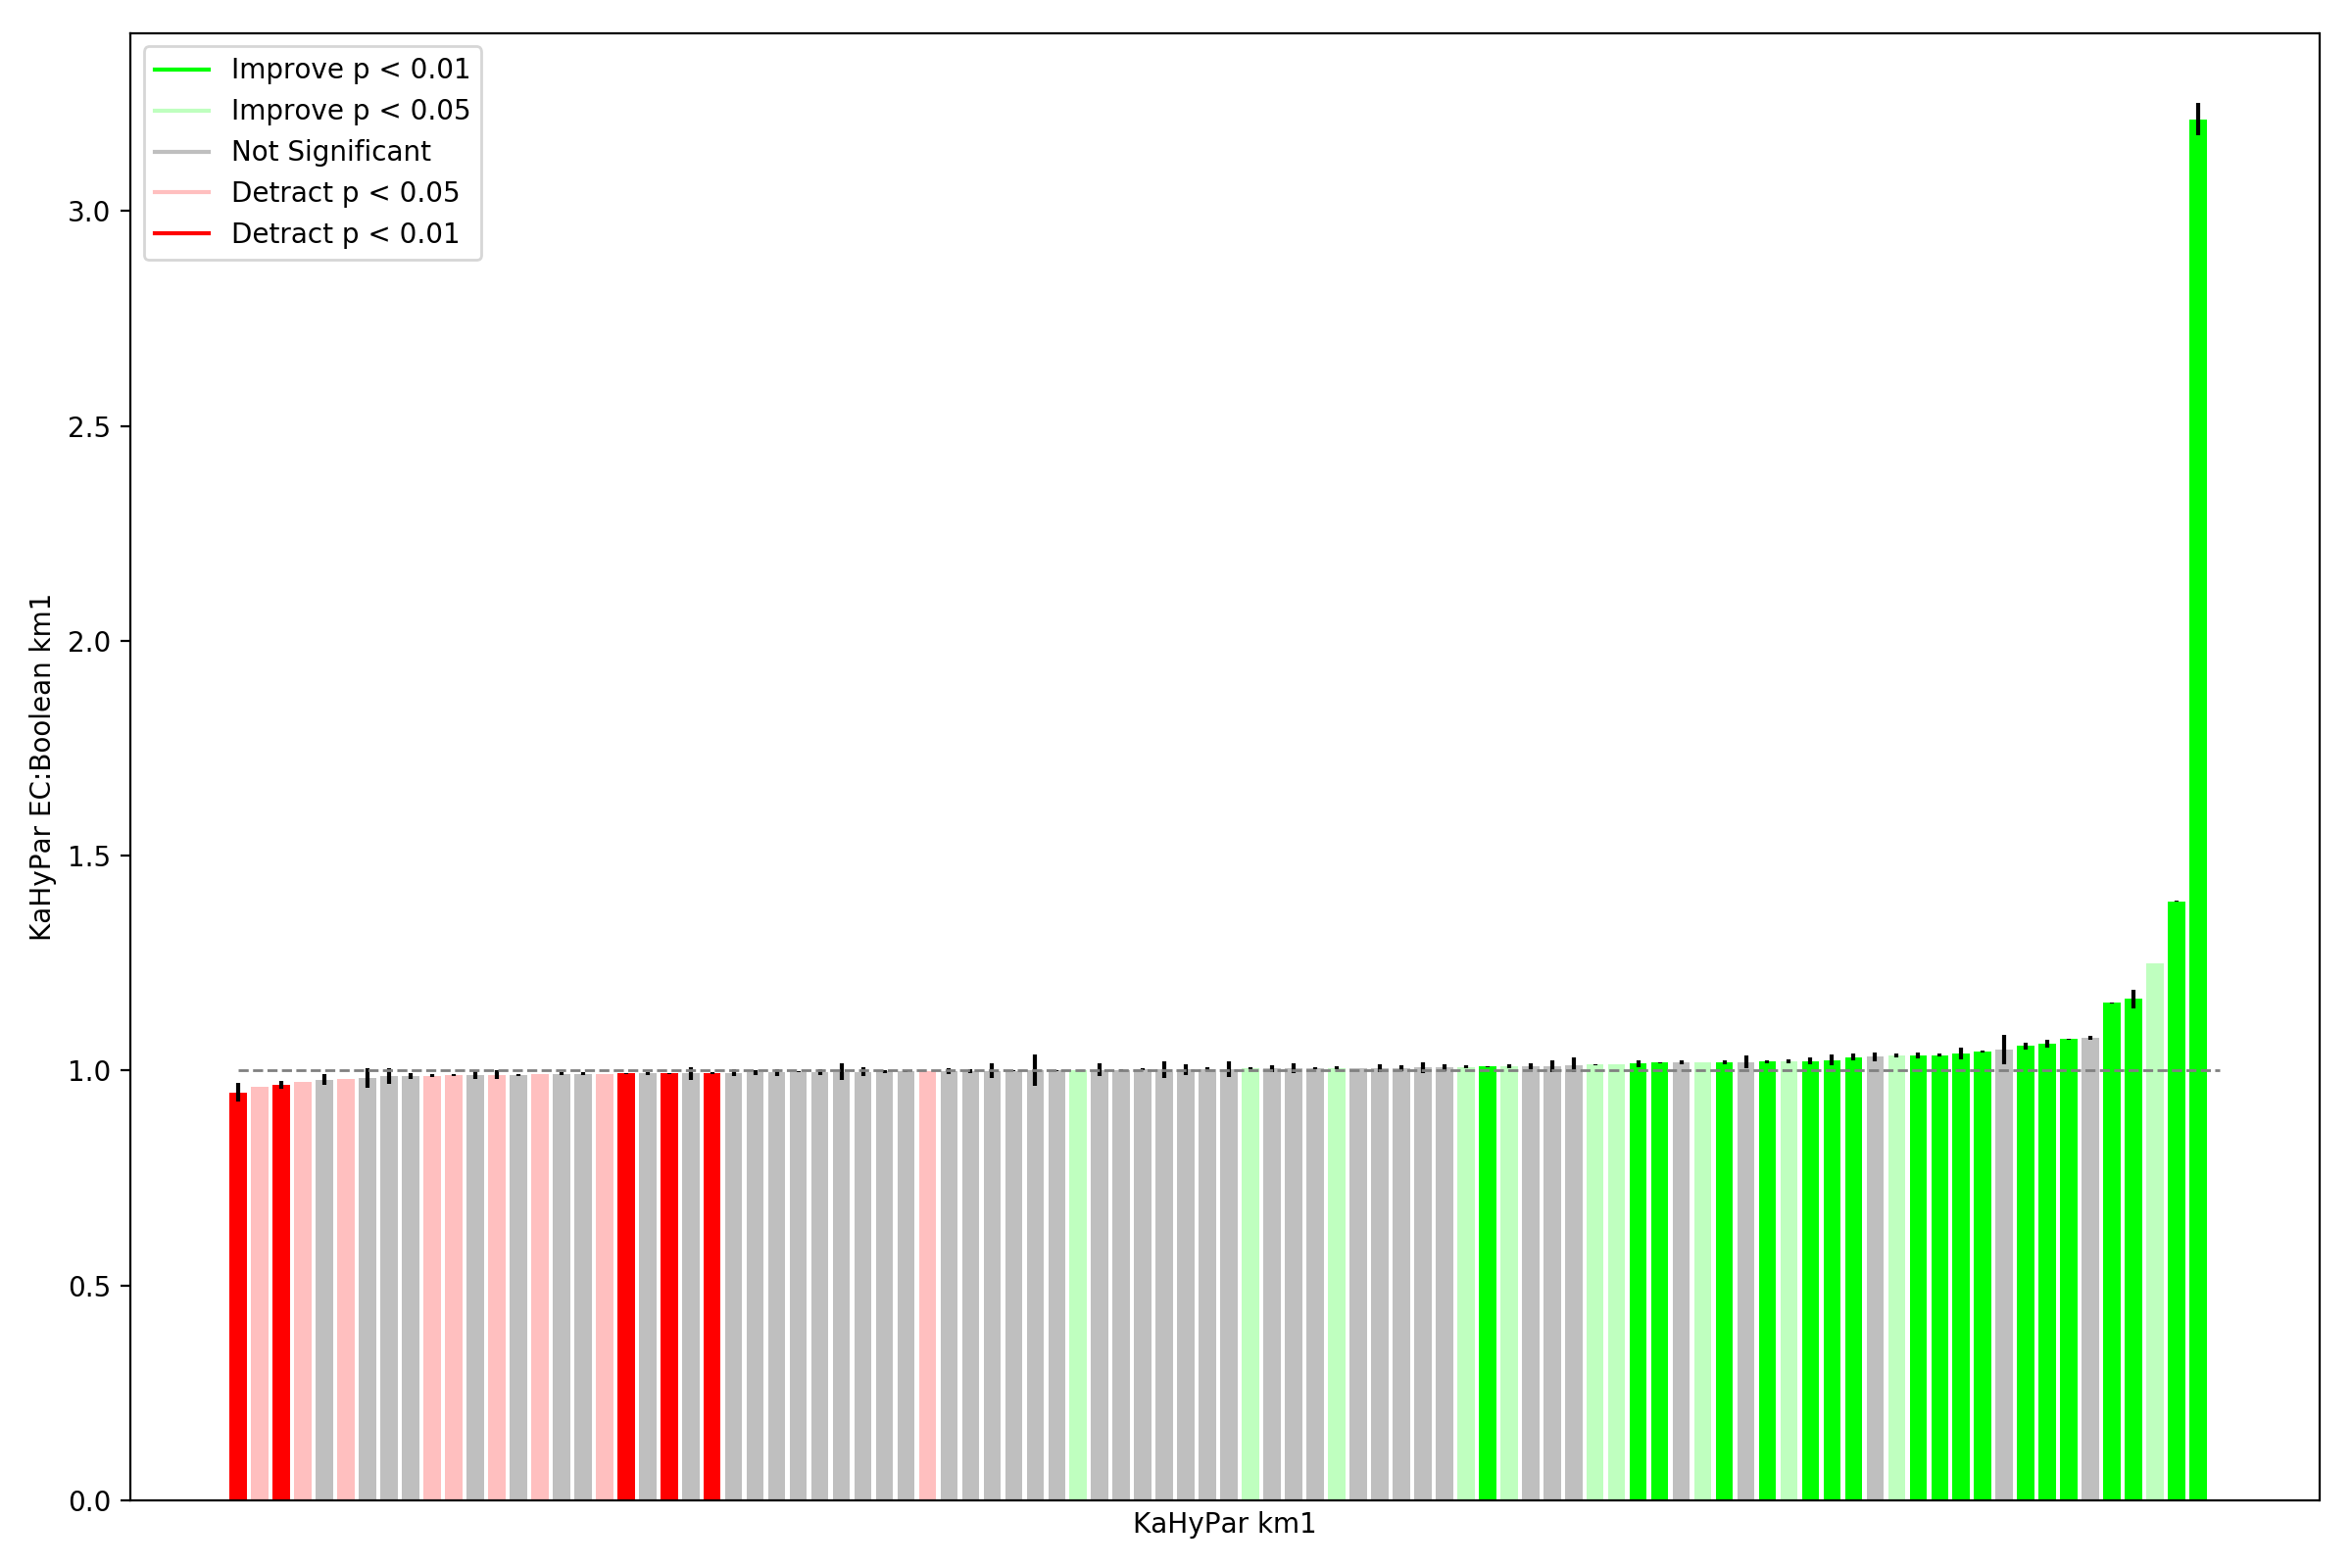 Improve p < 0.01
Improve p < 0.05
Not Significant
Detract p < 0.05
Detract p < 0.01
3.0
2.5
2.0
1.5
1.0
0.5
0.0
KaHyPar EC:Boolean km1
KaHyPar km1